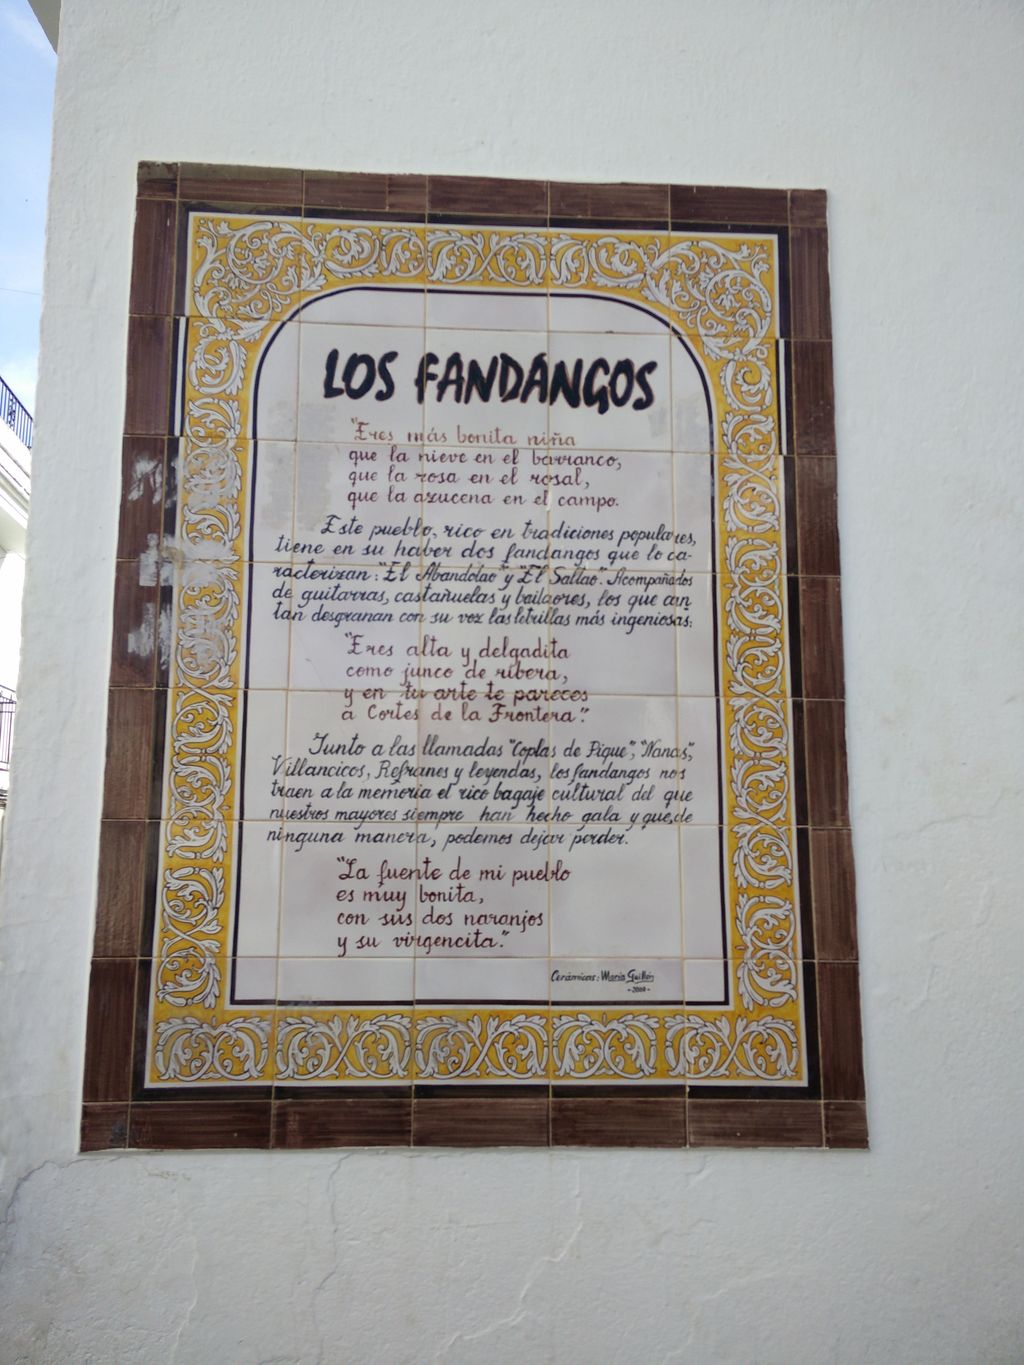 LOS FANDANGOS
"Eres más bonita niña
que la nieve en el barranco,
que la rosa en el rosal,
que la azucena en el campo.
Este pueblo, rico en tradiciones populares,
tiene en su haber dos fandangos que lo ca-
racterizan: "El Abandolao" y "El Saltao". Acompañados
de guitarras, castañuelas y bailaores, los que can
tan desgranan con su voz las letrillas más ingeniosas:
"Eres alta y delgadita
como junco de ribera,
y en tu arte te pareces
a Cortes de la Frontera".
Junto a las llamadas "Coplas de Pique", "Nanas",
Villancicos, Refranes y leyendas, los fandangos nos
traen a la memoria el rico bagaje cultural del que
nuestros mayores siempre han hecho gala y que, de
ninguna manera, podemos dejar perder.
"La fuente de mi pueblo
es muy bonita,
con sus dos naranjos
y su virgencita".
Cerámicas: María Guillén